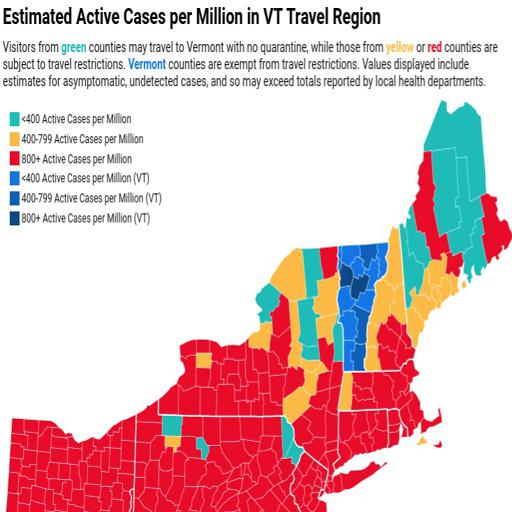 Estimated Active Cases per Million in VT Travel Region
Visitors from green counties may travel to Vermont with no quarantine, while those from yellow or red counties are
subject to travel restrictions. Vermont counties are exempt from travel restrictions. Values displayed include
estimates for asymptomatic, undetected cases, and so may exceed totals reported by local health departments.
<400 Active Cases per Million
400-799 Active Cases per Million
800+ Active Cases per Million
<400 Active Cases per Million (VT)
400-799 Active Cases per Million (VT)
800+ Active Cases per Million (VT)